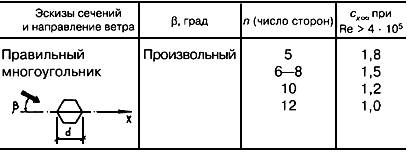 Эскизы сечений
и направление ветра
β, град
n (число сторон)
cx∞ при
Re > 4 · 10⁵
Правильный
многоугольник
Произвольный
5
1,8
6—8
1,5
10
1,2
12
1,0
β
d
x